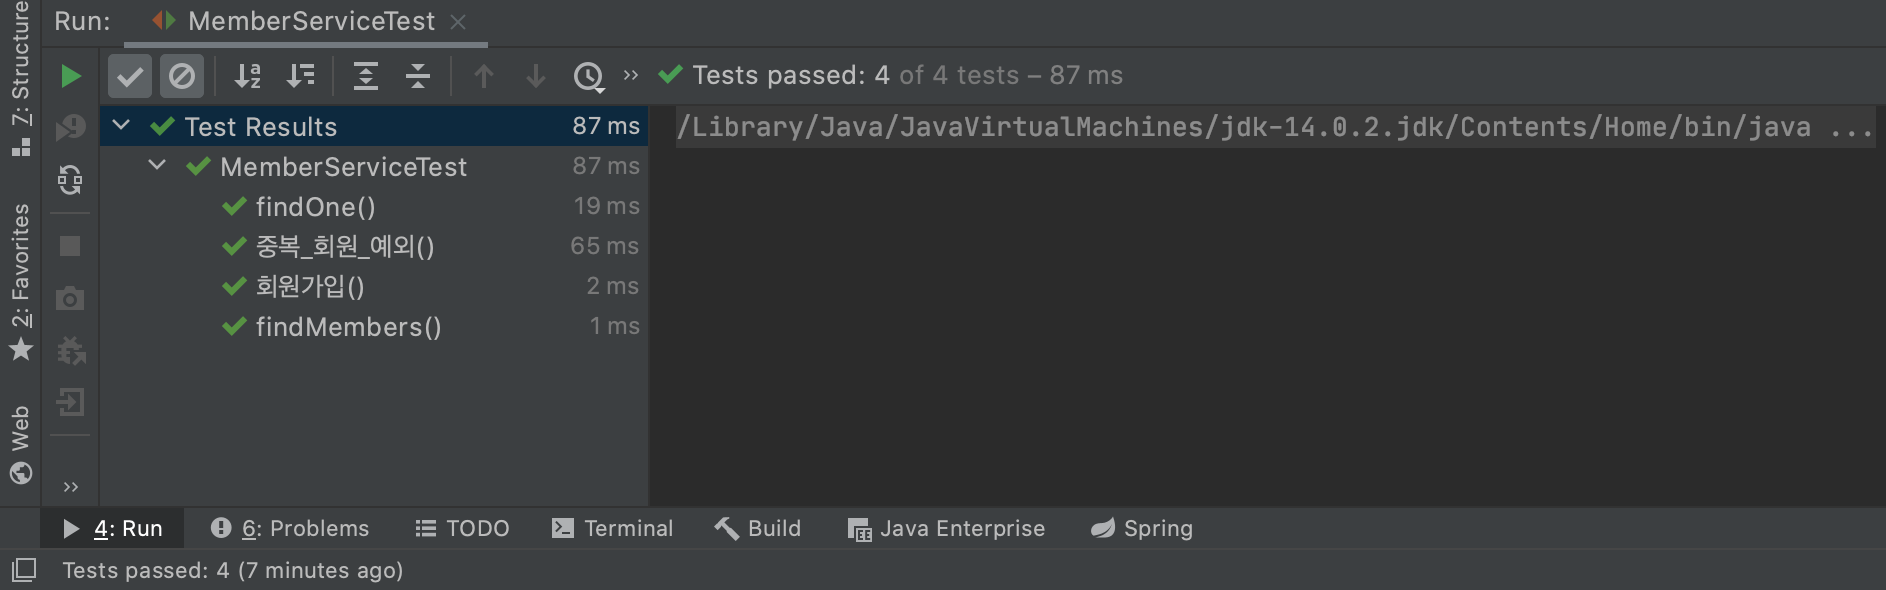 Run: MemberServiceTest
Tests passed: 4 of 4 tests – 87 ms
Test Results 87 ms
/Library/Java/JavaVirtualMachines/jdk-14.0.2.jdk/Contents/Home/bin/java ...
MemberServiceTest 87 ms
findOne() 19 ms
중복_회원_예외() 65 ms
회원가입() 2 ms
findMembers() 1 ms
7: Structure
2: Favorites
Web
4: Run 6: Problems TODO Terminal Build Java Enterprise Spring
Tests passed: 4 (7 minutes ago)